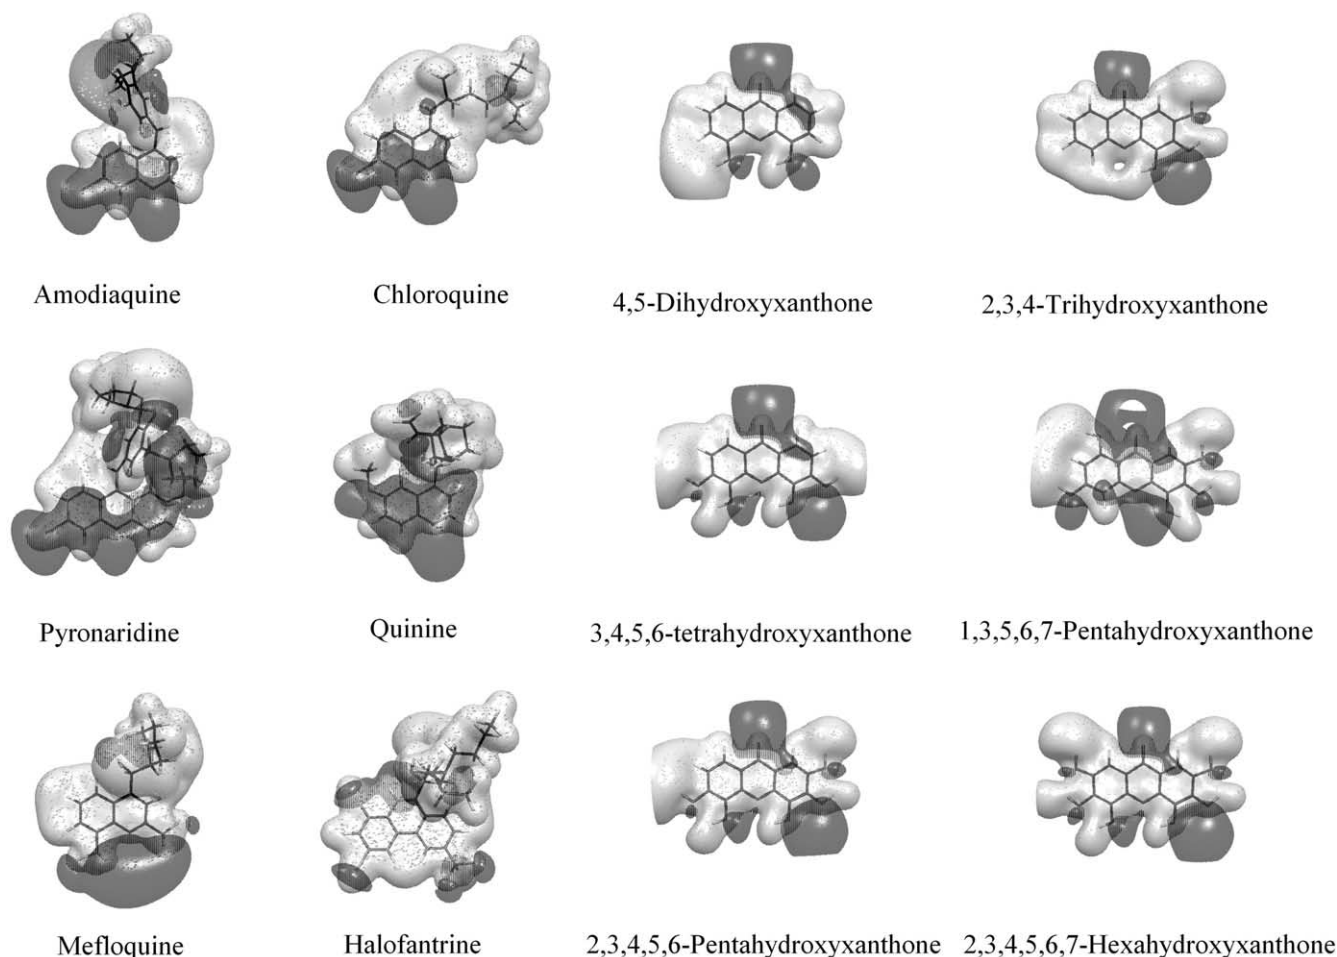 Amodiaquine
Chloroquine
4,5-Dihydroxyxanthone
2,3,4-Trihydroxyxanthone
Pyronaridine
Quinine
3,4,5,6-tetrahydroxyxanthone
1,3,5,6,7-Pentahydroxyxanthone
Mefloquine
Halofantrine
2,3,4,5,6-Pentahydroxyxanthone
2,3,4,5,6,7-Hexahydroxyxanthone